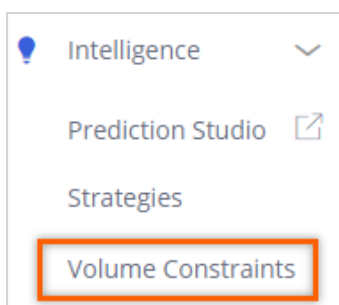 Intelligence
Prediction Studio
Strategies
Volume Constraints